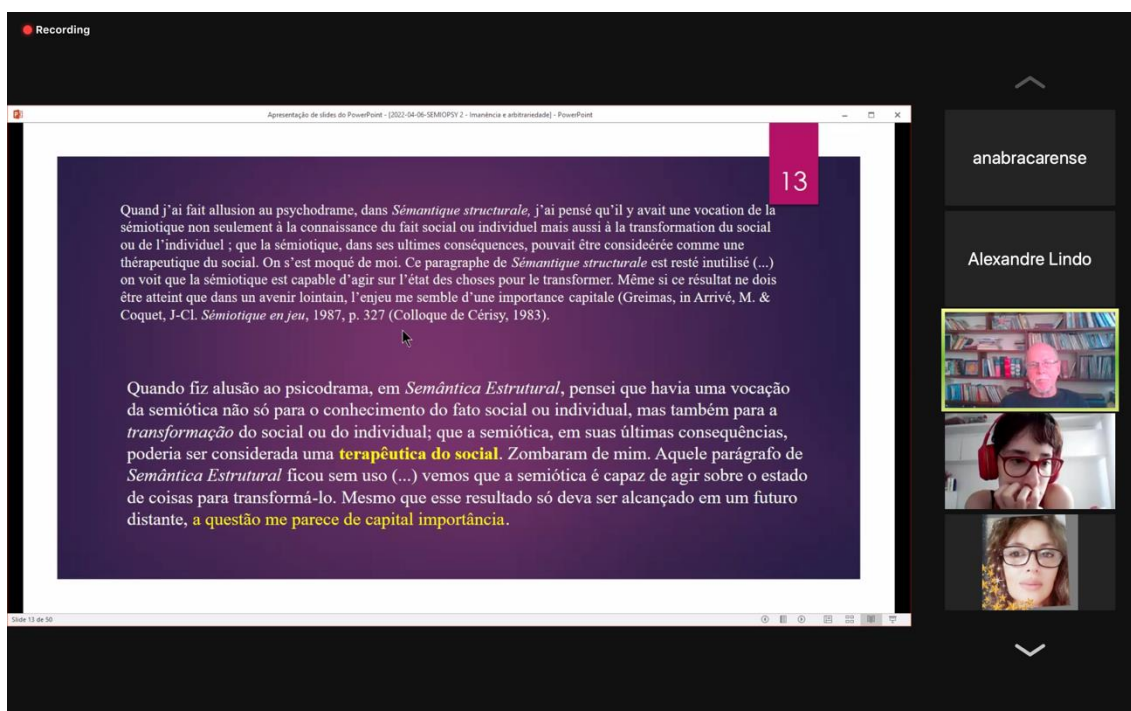 Recording
Apresentação de slides do PowerPoint - [2022-04-06-SEMIOPSY 2 - Imanência e arbitrariedade] - PowerPoint
13
Quand j’ai fait allusion au psychodrame, dans Sémantique structurale, j’ai pensé qu’il y avait une vocation de la
sémiotique non seulement à la connaissance du fait social ou individuel mais aussi à la transformation du social
ou de l’individuel ; que la sémiotique, dans ses ultimes conséquences, pouvait être consideérée comme une
thérapeutique du social. On s’est moqué de moi. Ce paragraphe de Sémantique structurale est resté inutilisé (...)
on voit que la sémiotique est capable d’agir sur l’état des choses pour le transformer. Même si ce résultat ne dois
être atteint que dans un avenir lointain, l’enjeu me semble d’une importance capitale (Greimas, in Arrivé, M. &
Coquet, J-Cl. Sémiotique en jeu, 1987, p. 327 (Colloque de Cérisy, 1983).
Quando fiz alusão ao psicodrama, em Semântica Estrutural, pensei que havia uma vocação
da semiótica não só para o conhecimento do fato social ou individual, mas também para a
transformação do social ou do individual; que a semiótica, em suas últimas consequências,
poderia ser considerada uma terapêutica do social. Zombaram de mim. Aquele parágrafo de
Semântica Estrutural ficou sem uso (...) vemos que a semiótica é capaz de agir sobre o estado
de coisas para transformá-lo. Mesmo que esse resultado só deva ser alcançado em um futuro
distante, a questão me parece de capital importância.
Slide 13 de 50
anabracarense
Alexandre Lindo